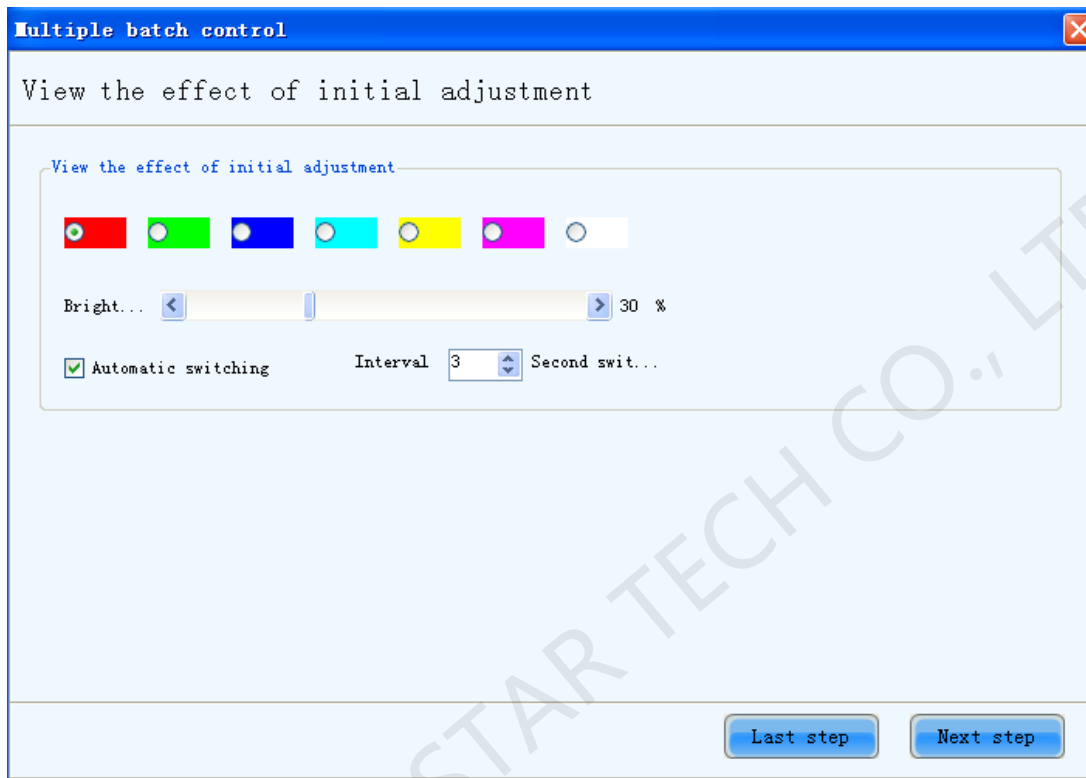 Multiple batch control
View the effect of initial adjustment
View the effect of initial adjustment
Bright... 30 %
Automatic switching Interval 3 Second swit...
STAR TECH CO., LT
Last step Next step